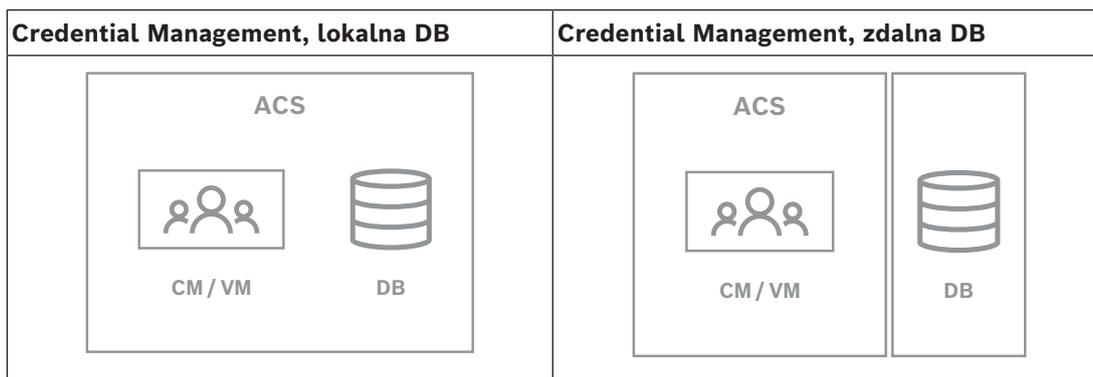 Credential Management, lokalna DB
Credential Management, zdalna DB
ACS
CM / VM
DB
ACS
CM / VM
DB